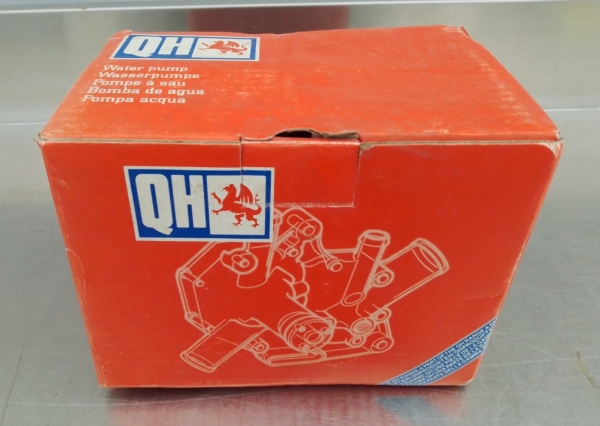 QH
Water pump
Wasserpumpe
Pompe à eau
Bomba de agua
Pompa acqua
QH